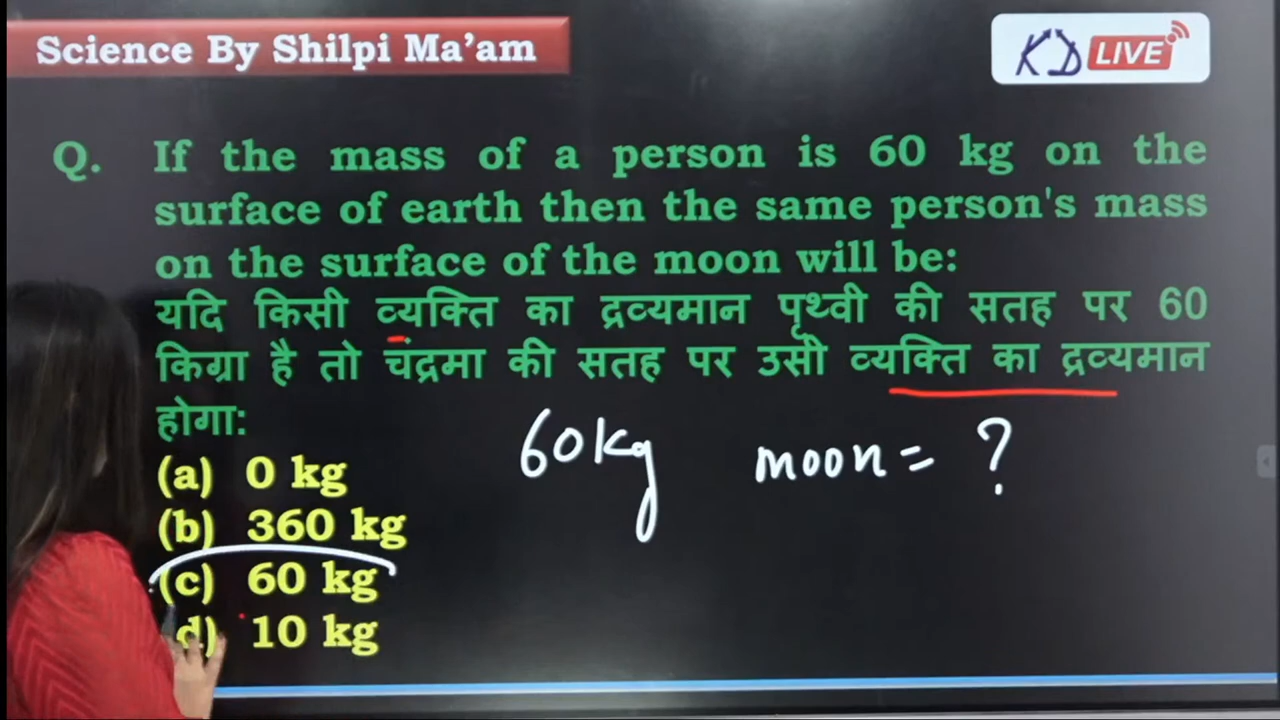 Science By Shilpi Ma'am
KD LIVE
Q. If the mass of a person is 60 kg on the
surface of earth then the same person's mass
on the surface of the moon will be:
यदि किसी व्यक्ति का द्रव्यमान पृथ्वी की सतह पर 60
किग्रा है तो चंद्रमा की सतह पर उसी व्यक्ति का द्रव्यमान
होगा:
60kg moon = ?
(a) 0 kg
(b) 360 kg
(c) 60 kg
(d) 10 kg